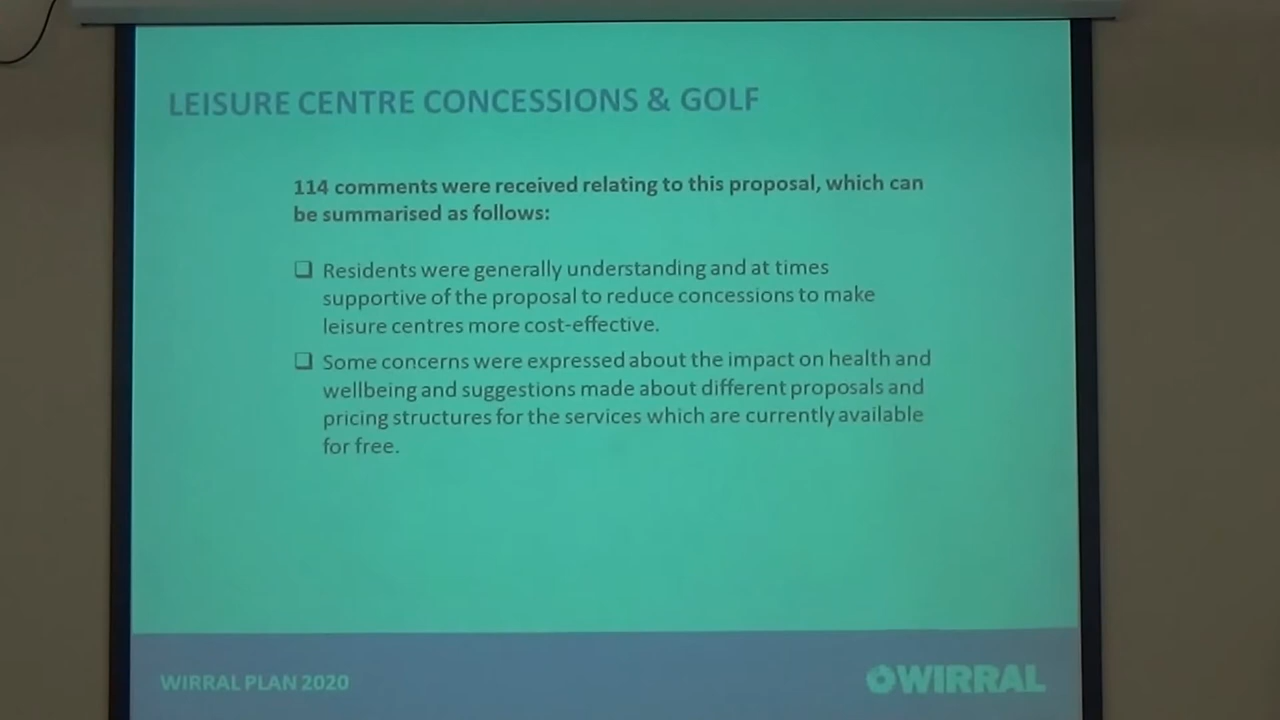 LEISURE CENTRE CONCESSIONS & GOLF
114 comments were received relating to this proposal, which can
be summarised as follows:
❑ Residents were generally understanding and at times
supportive of the proposal to reduce concessions to make
leisure centres more cost-effective.
❑ Some concerns were expressed about the impact on health and
wellbeing and suggestions made about different proposals and
pricing structures for the services which are currently available
for free.
WIRRAL PLAN 2020
WIRRAL